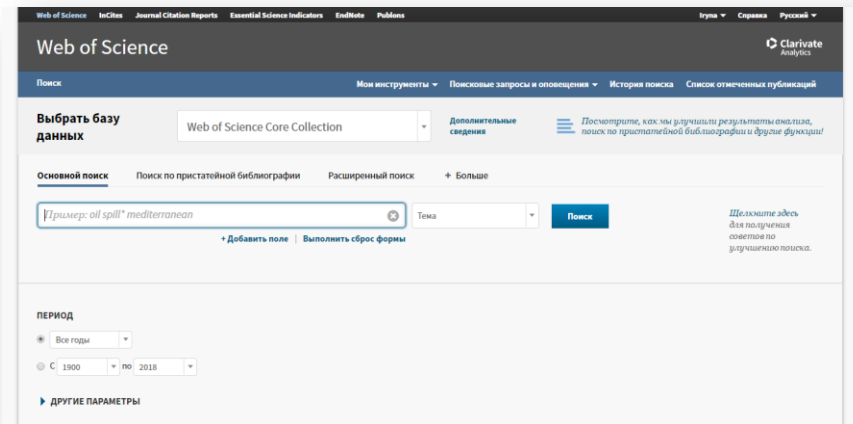 Web of Science InCites Journal Citation Reports Essential Science Indicators EndNote Publons Iryna Справка Русский
Web of Science
Clarivate
Analytics
Поиск Мои инструменты Поисковые запросы и оповещения История поиска Список отмеченных публикаций
Выбрать базу
данных
Web of Science Core Collection
Дополнительные
сведения
Посмотрите, как мы улучшили результаты анализа,
поиск по пристатейной библиографии и другие функции!
Основной поиск Поиск по пристатейной библиографии Расширенный поиск + Больше
Пример: oil spill* mediterranean
Тема
Поиск
Щелкните здесь
для получения
советов по
улучшению поиска.
+ Добавить поле | Выполнить сброс формы
ПЕРИОД
Все годы
С 1900 по 2018
ДРУГИЕ ПАРАМЕТРЫ